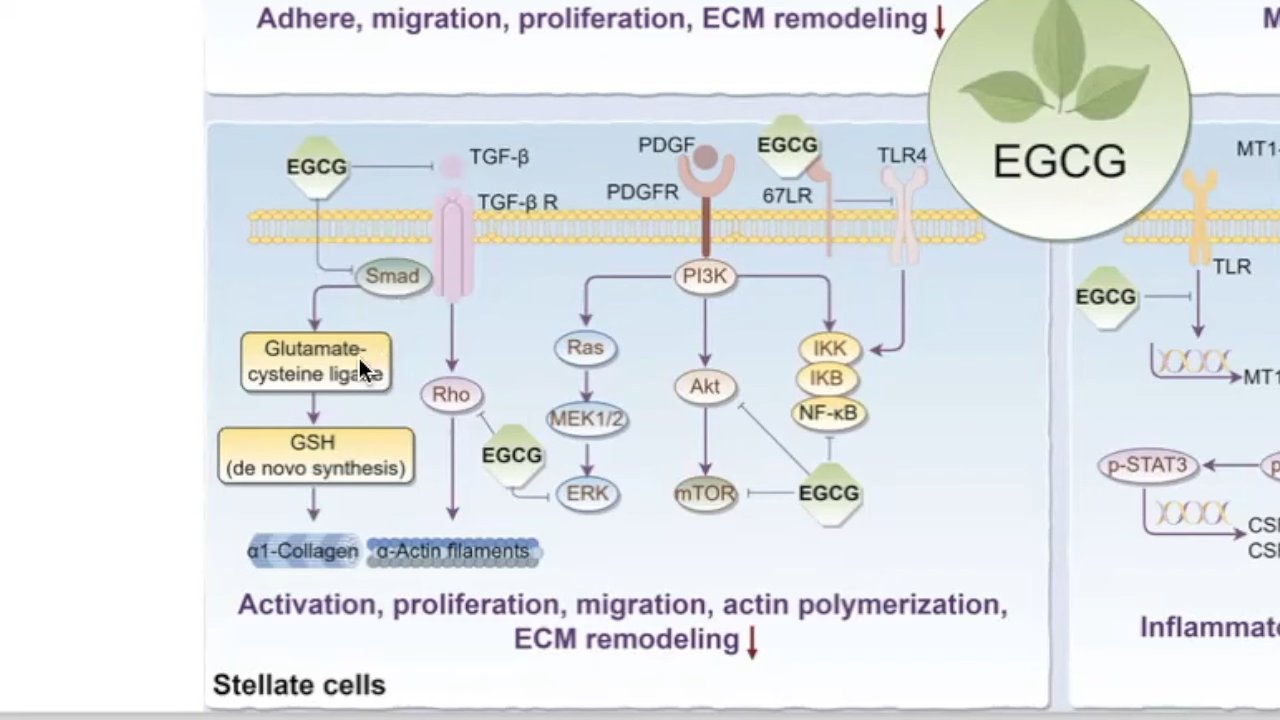 Adhere, migration, proliferation, ECM remodeling
EGCG
EGCG
TGF-β
TGF-β R
PDGF
PDGFR
EGCG
67LR
TLR4
Smad
PI3K
Glutamate-
cysteine ligase
GSH
(de novo synthesis)
Rho
Ras
MEK1/2
ERK
EGCG
Akt
mTOR
IKK
IKB
NF-κB
EGCG
α1-Collagen
α-Actin filaments
Activation, proliferation, migration, actin polymerization,
ECM remodeling
Stellate cells
TLR
EGCG
p-STAT3